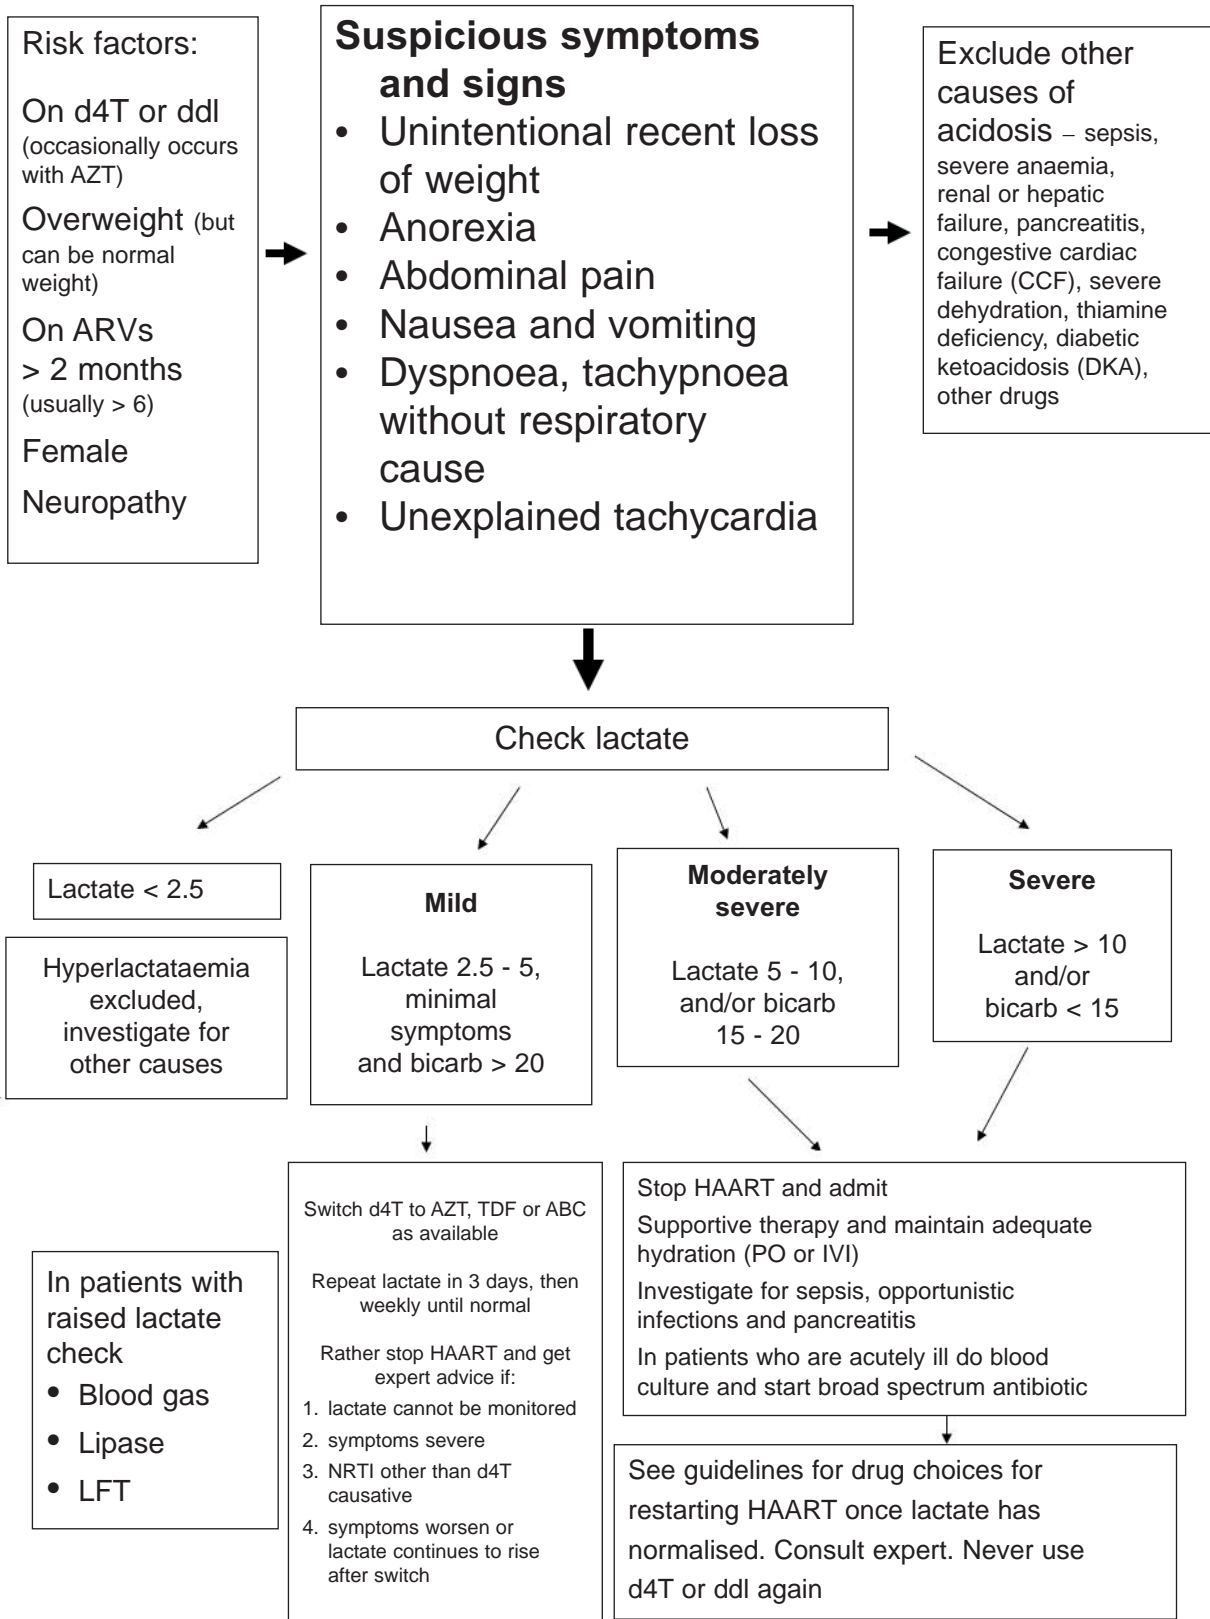 Risk factors:
On d4T or ddl
(occasionally occurs
with AZT)
Overweight (but
can be normal
weight)
On ARVs
> 2 months
(usually > 6)
Female
Neuropathy
Suspicious symptoms
and signs
• Unintentional recent loss
of weight
• Anorexia
• Abdominal pain
• Nausea and vomiting
• Dyspnoea, tachypnoea
without respiratory
cause
• Unexplained tachycardia
Exclude other
causes of
acidosis – sepsis,
severe anaemia,
renal or hepatic
failure, pancreatitis,
congestive cardiac
failure (CCF), severe
dehydration, thiamine
deficiency, diabetic
ketoacidosis (DKA),
other drugs
Check lactate
Lactate < 2.5
Hyperlactataemia
excluded,
investigate for
other causes
Mild
Lactate 2.5 - 5,
minimal
symptoms
and bicarb > 20
Moderately
severe
Lactate 5 - 10,
and/or bicarb
15 - 20
Severe
Lactate > 10
and/or
bicarb < 15
In patients with
raised lactate
check
• Blood gas
• Lipase
• LFT
Switch d4T to AZT, TDF or ABC
as available
Repeat lactate in 3 days, then
weekly until normal
Rather stop HAART and get
expert advice if:
1. lactate cannot be monitored
2. symptoms severe
3. NRTI other than d4T
causative
4. symptoms worsen or
lactate continues to rise
after switch
Stop HAART and admit
Supportive therapy and maintain adequate
hydration (PO or IVI)
Investigate for sepsis, opportunistic
infections and pancreatitis
In patients who are acutely ill do blood
culture and start broad spectrum antibiotic
See guidelines for drug choices for
restarting HAART once lactate has
normalised. Consult expert. Never use
d4T or ddl again